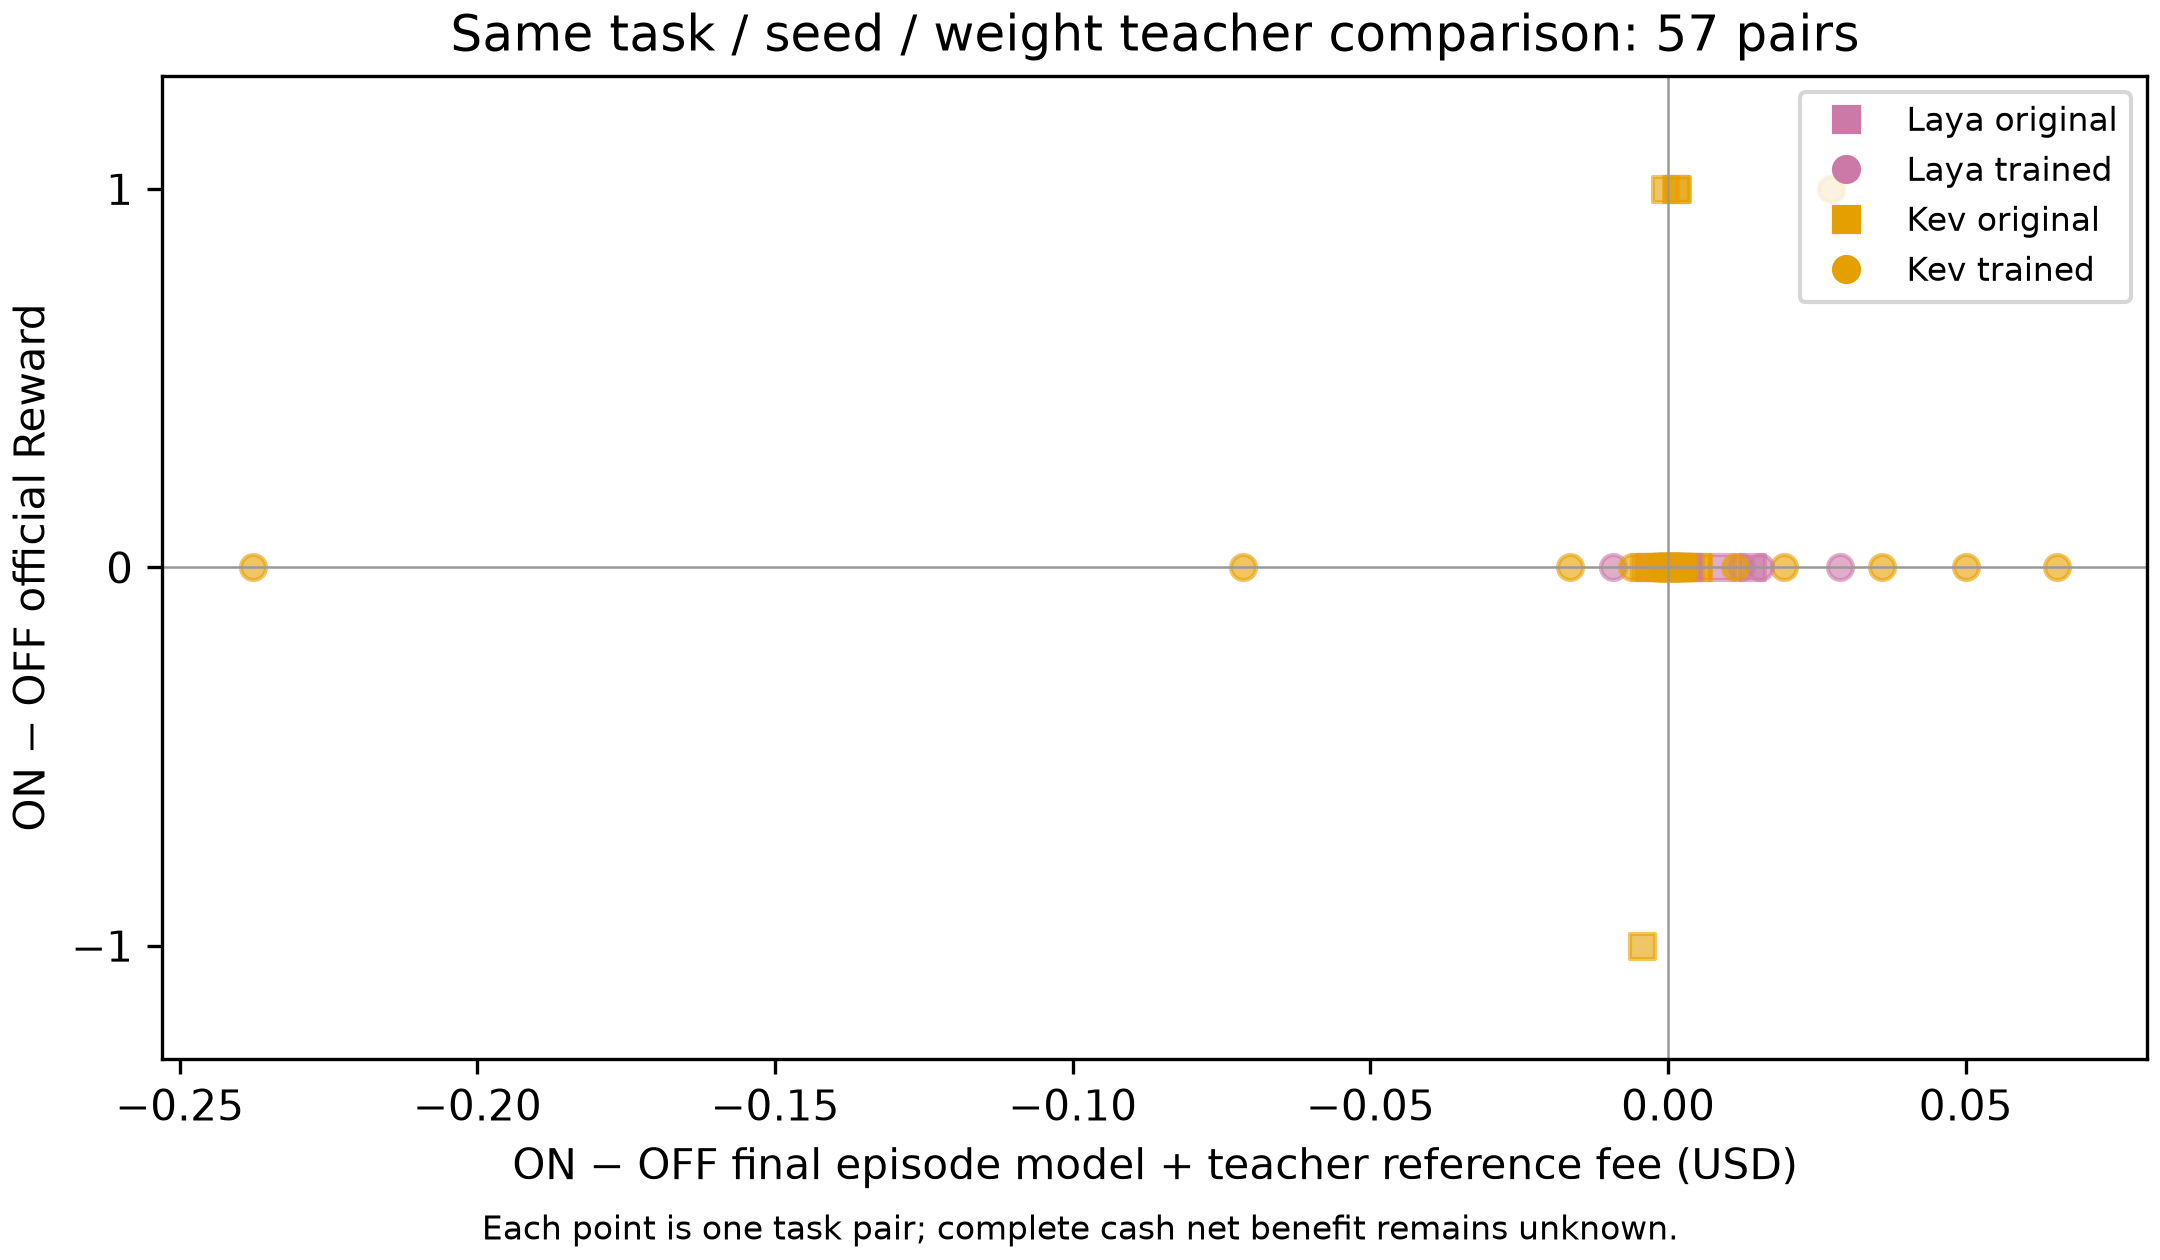 Same task / seed / weight teacher comparison: 57 pairs
Laya original
Laya trained
Kev original
Kev trained
ON − OFF official Reward
1
0
−1
−0.25
−0.20
−0.15
−0.10
−0.05
0.00
0.05
ON − OFF final episode model + teacher reference fee (USD)
Each point is one task pair; complete cash net benefit remains unknown.